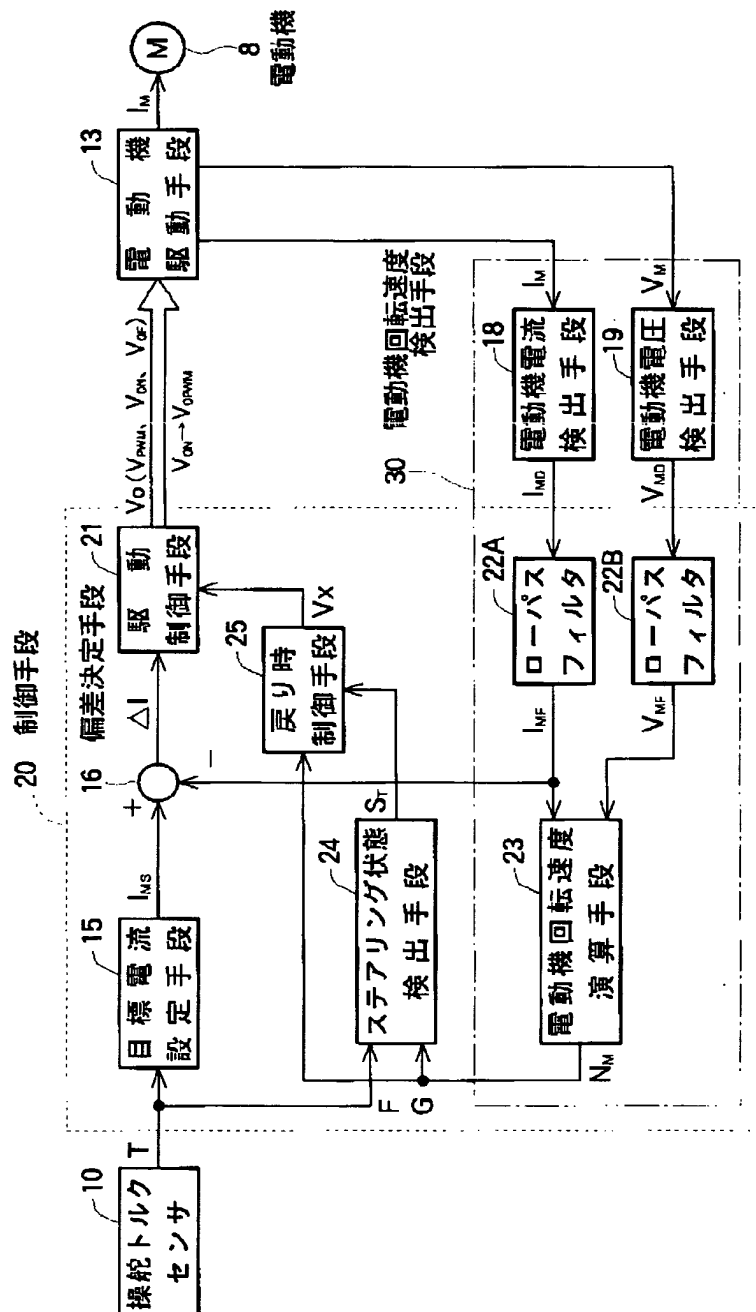 20 制御手段
10
操舵トルク
センサ
T
15
目標電流
設定手段
I_MS
+
16
−
偏差決定手段
ΔI
21
駆動
制御手段
V_O (V_PWM、V_ON、V_OF)
V_ON→V_OPWM
13
電動機
駆動手段
I_M
M
8
電動機
F
G
24
ステアリング状態
検出手段
S_T
25
戻り時
制御手段
V_X
30 電動機回転速度
検出手段
N_M
23
電動機回転速度
演算手段
I_MF
V_MF
22A
ローパス
フィルタ
22B
ローパス
フィルタ
I_MD
V_MD
18
電動機電流
検出手段
19
電動機電圧
検出手段
I_M
V_M